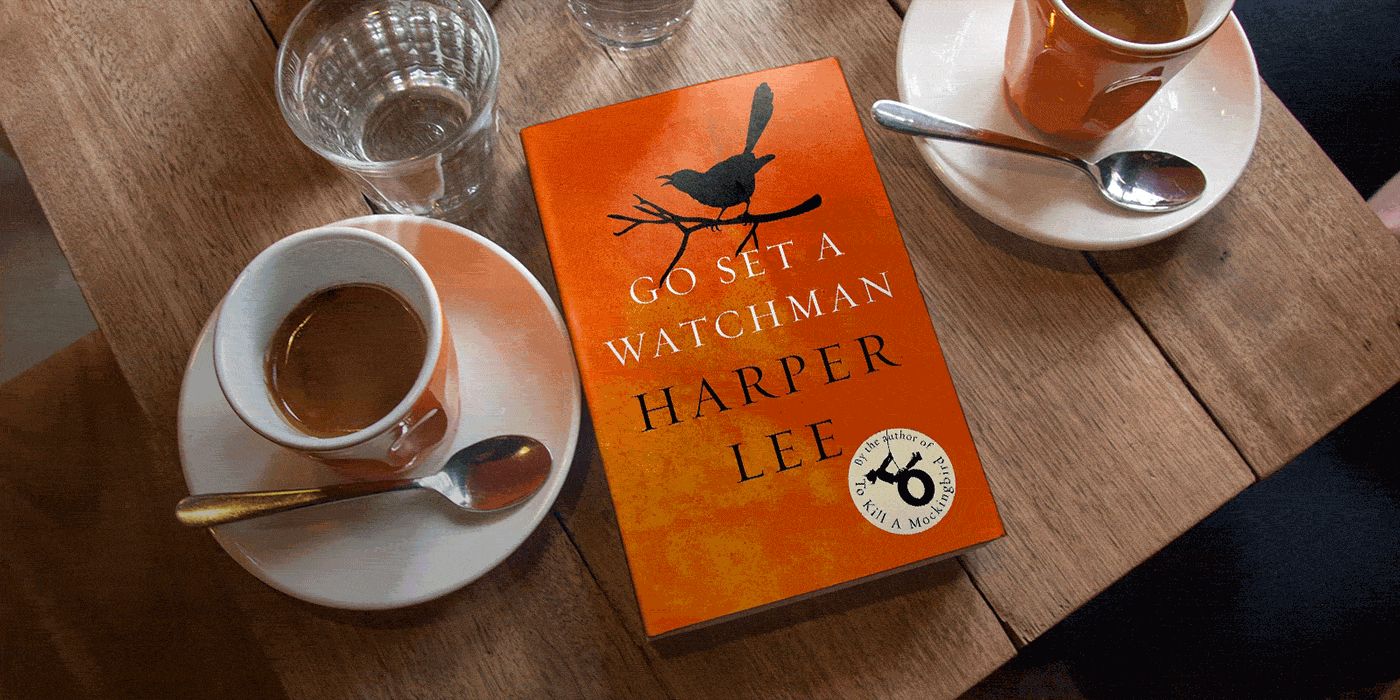 GO SET A
WATCHMAN
HARPER
LEE
By the author of
To Kill A Mockingbird